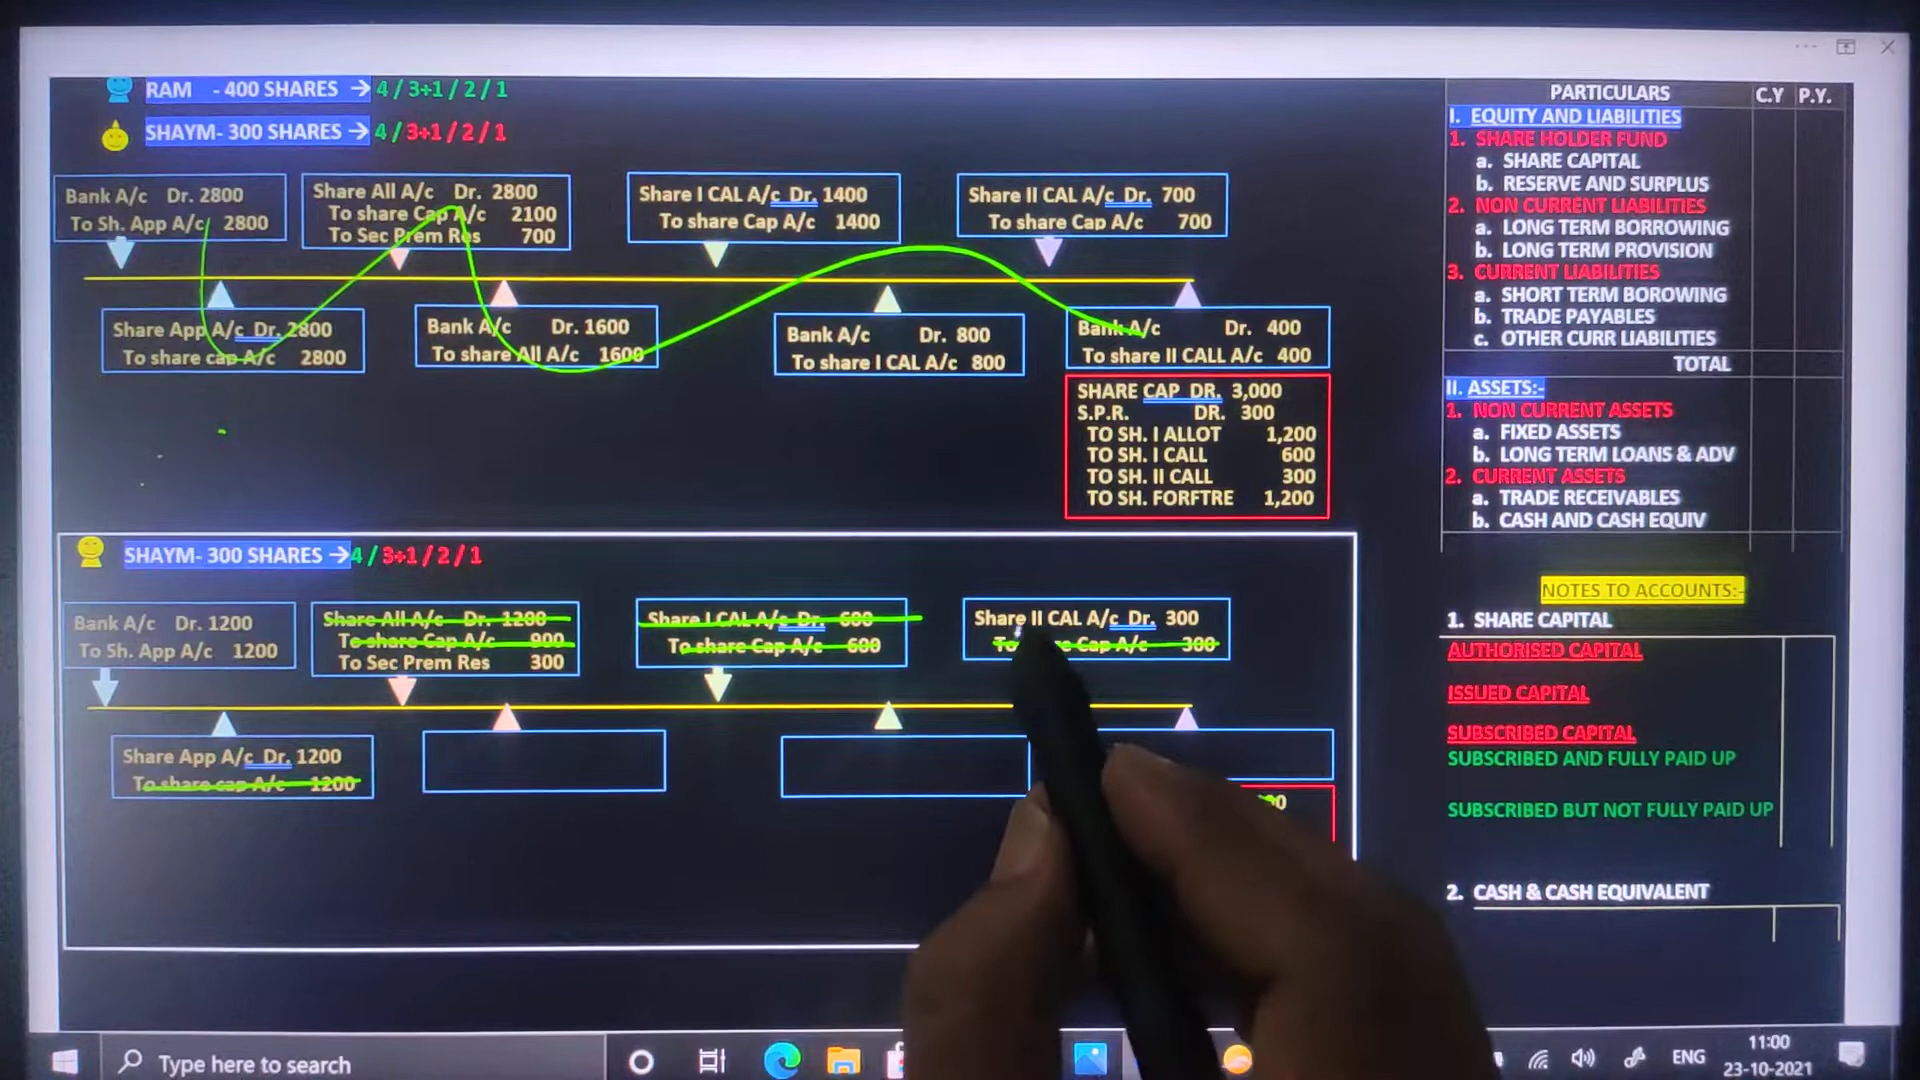 RAM - 400 SHARES → 4 / 3+1 / 2 / 1
SHAYM- 300 SHARES → 4 / 3+1 / 2 / 1
Bank A/c Dr. 2800
To Sh. App A/c 2800
Share All A/c Dr. 2800
To share Cap A/c 2100
To Sec Prem Res 700
Share I CAL A/c Dr. 1400
To share Cap A/c 1400
Share II CAL A/c Dr. 700
To share Cap A/c 700
Share App A/c Dr. 2800
To share cap A/c 2800
Bank A/c Dr. 1600
To share All A/c 1600
Bank A/c Dr. 800
To share I CAL A/c 800
Bank A/c Dr. 400
To share II CALL A/c 400
SHARE CAP DR. 3,000
S.P.R. DR. 300
TO SH. I ALLOT 1,200
TO SH. I CALL 600
TO SH. II CALL 300
TO SH. FORFTRE 1,200
SHAYM- 300 SHARES → 4 / 3+1 / 2 / 1
Bank A/c Dr. 1200
To Sh. App A/c 1200
Share All A/c Dr. 1200
To share Cap A/c 900
To Sec Prem Res 300
Share I CAL A/c Dr. 600
To share Cap A/c 600
Share II CAL A/c Dr. 300
To Cap A/c 300
Share App A/c Dr. 1200
To share cap A/c 1200
PARTICULARS C.Y P.Y.
I. EQUITY AND LIABILITIES
1. SHARE HOLDER FUND
a. SHARE CAPITAL
b. RESERVE AND SURPLUS
2. NON CURRENT LIABILITIES
a. LONG TERM BORROWING
b. LONG TERM PROVISION
3. CURRENT LIABILITIES
a. SHORT TERM BOROWING
b. TRADE PAYABLES
c. OTHER CURR LIABILITIES
TOTAL
II. ASSETS:-
1. NON CURRENT ASSETS
a. FIXED ASSETS
b. LONG TERM LOANS & ADV
2. CURRENT ASSETS
a. TRADE RECEIVABLES
b. CASH AND CASH EQUIV
NOTES TO ACCOUNTS:-
1. SHARE CAPITAL
AUTHORISED CAPITAL
ISSUED CAPITAL
SUBSCRIBED CAPITAL
SUBSCRIBED AND FULLY PAID UP
SUBSCRIBED BUT NOT FULLY PAID UP
2. CASH & CASH EQUIVALENT
Type here to search
ENG
11:00
23-10-2021